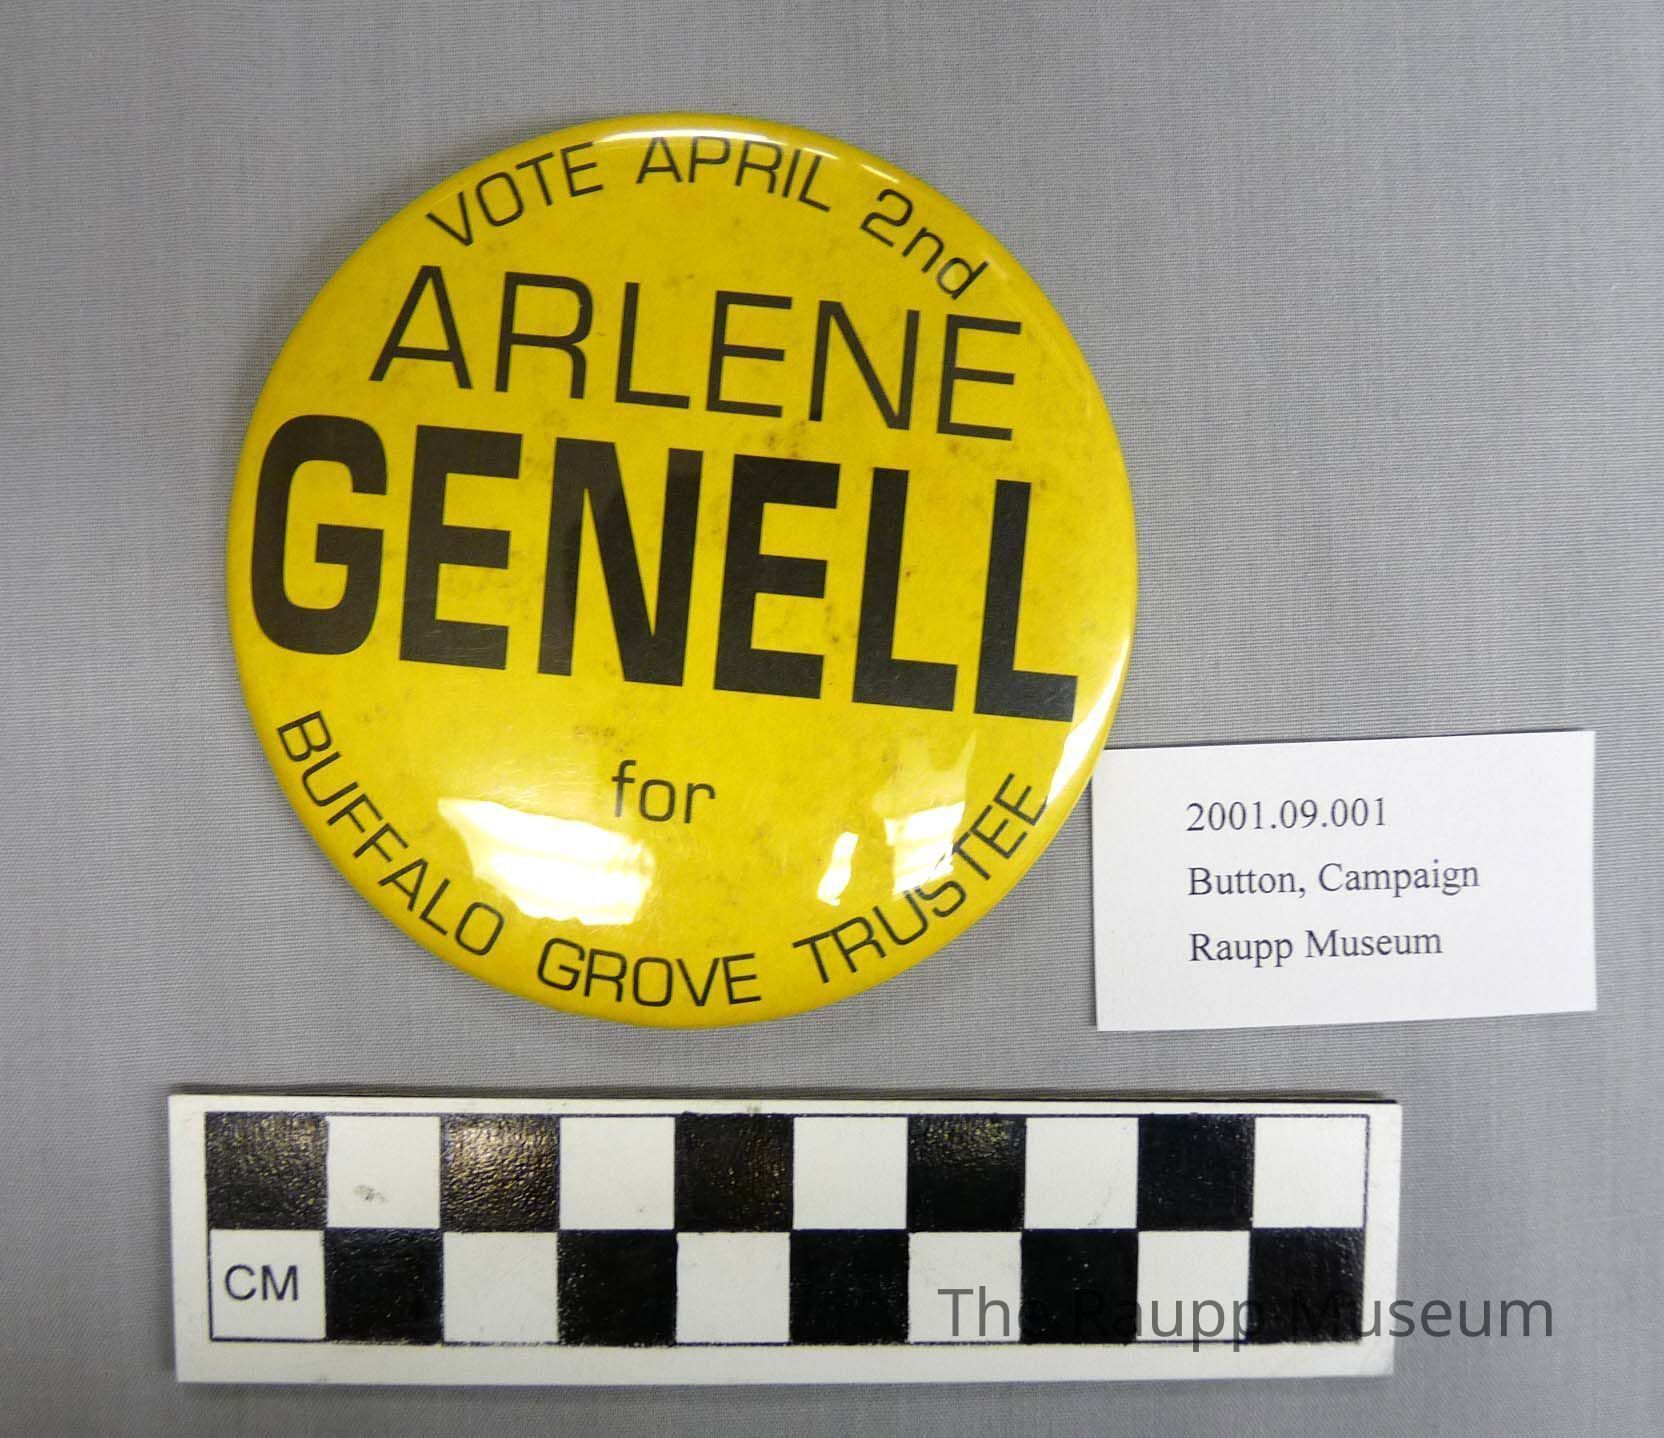 VOTE APRIL 2nd
ARLENE
GENELL
for
BUFFALO GROVE TRUSTEE
2001.09.001
Button, Campaign
Raupp Museum
CM
The Raupp Museum